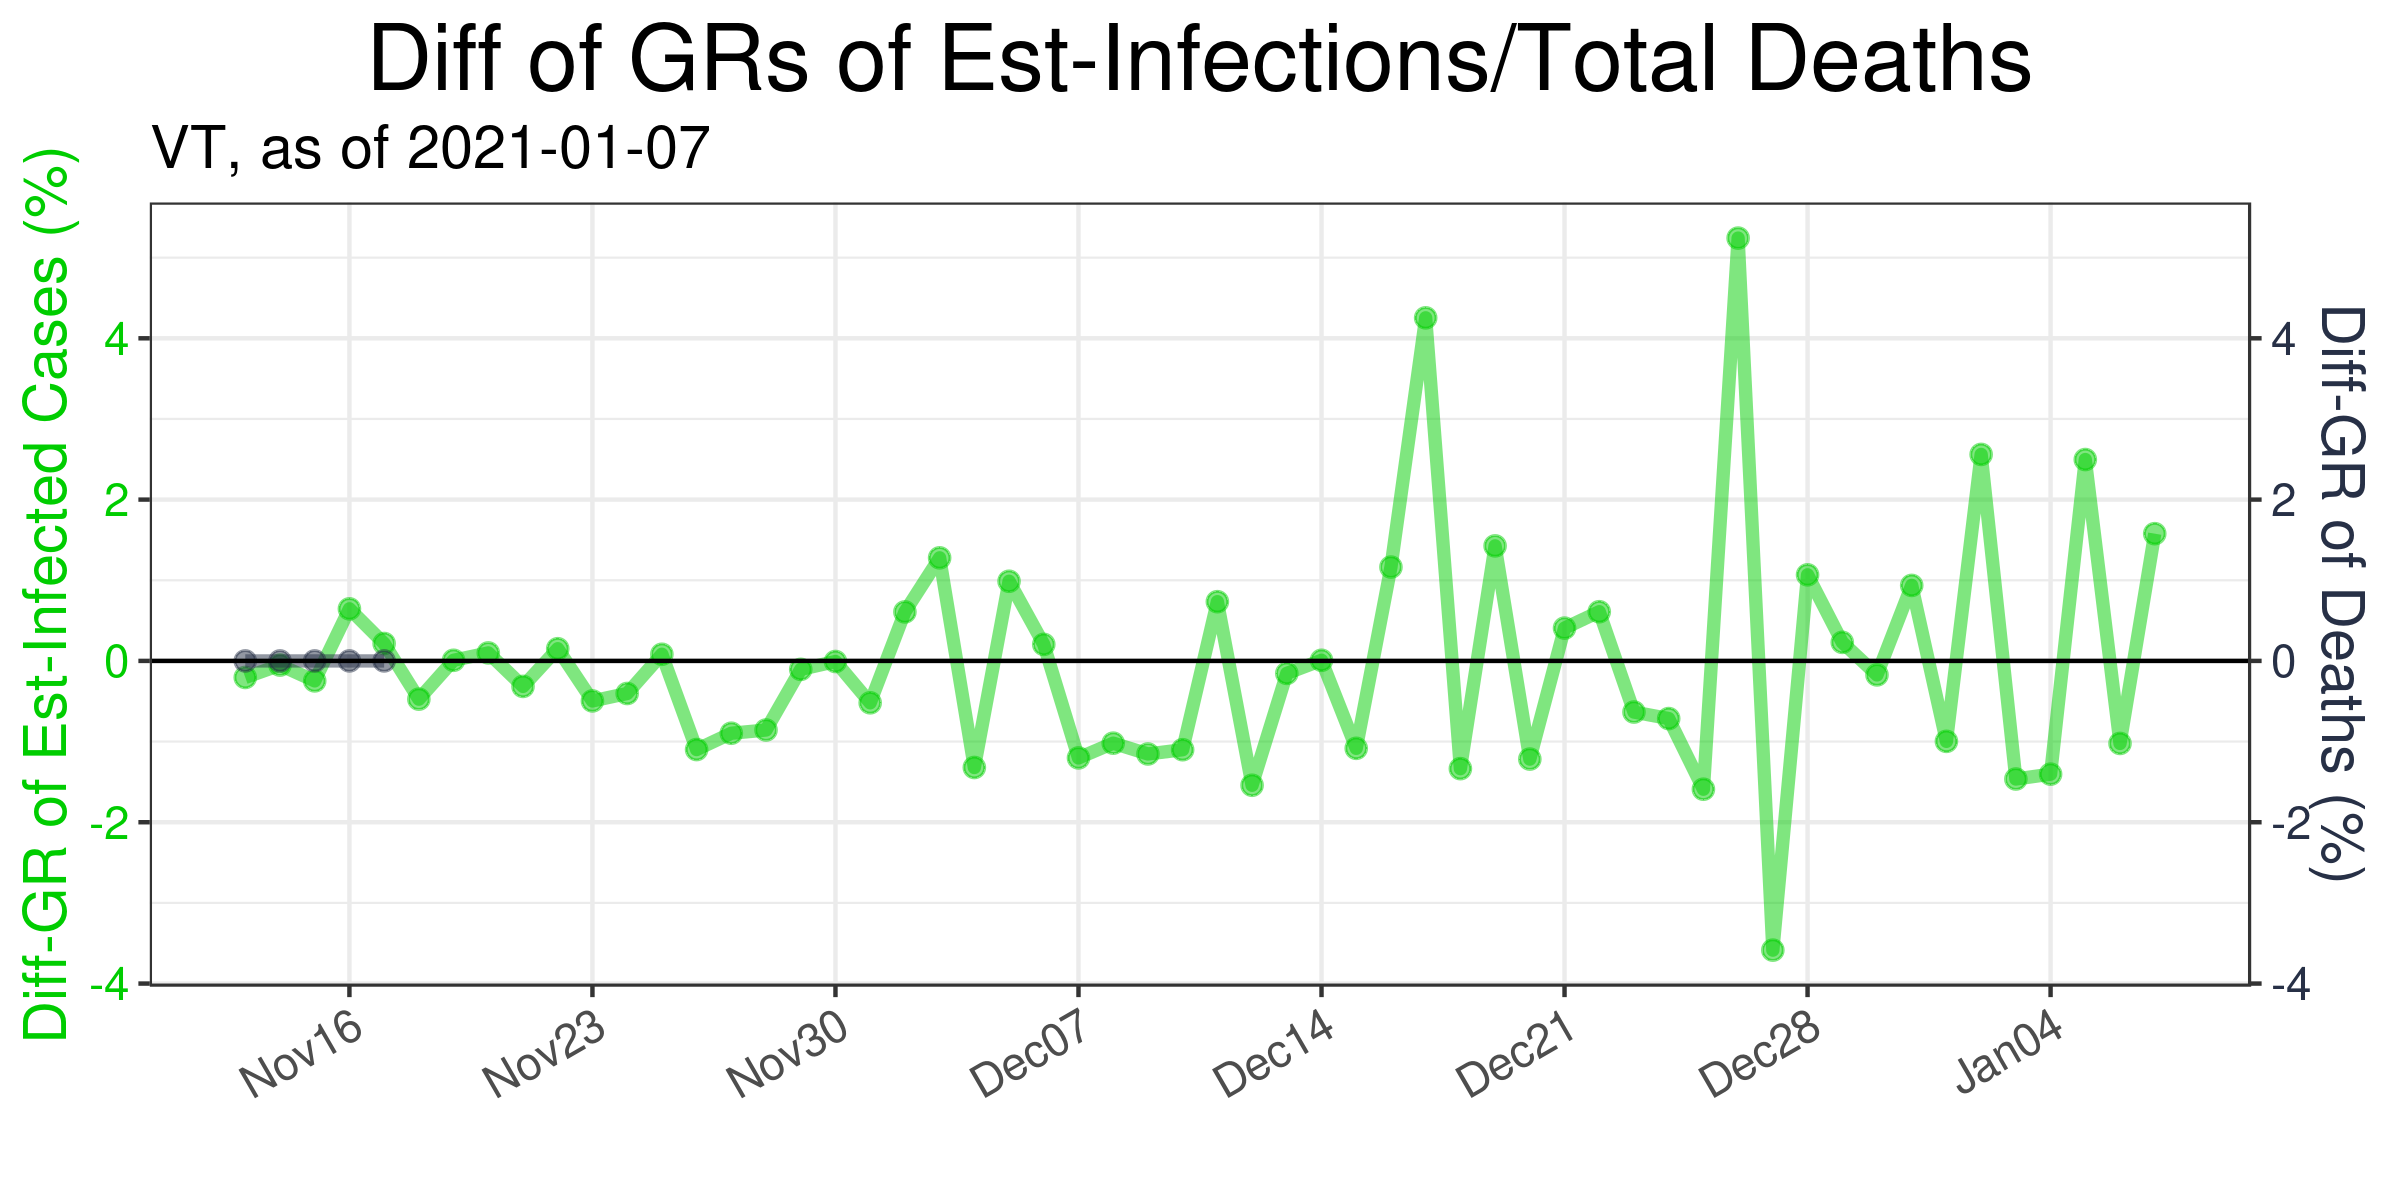 Diff of GRs of Est-Infections/Total Deaths
VT, as of 2021-01-07
Diff-GR of Est-Infected Cases (%)
4
2
0
-2
-4
4
2
0
-2
-4
Diff-GR of Deaths (%)
Nov16
Nov23
Nov30
Dec07
Dec14
Dec21
Dec28
Jan04